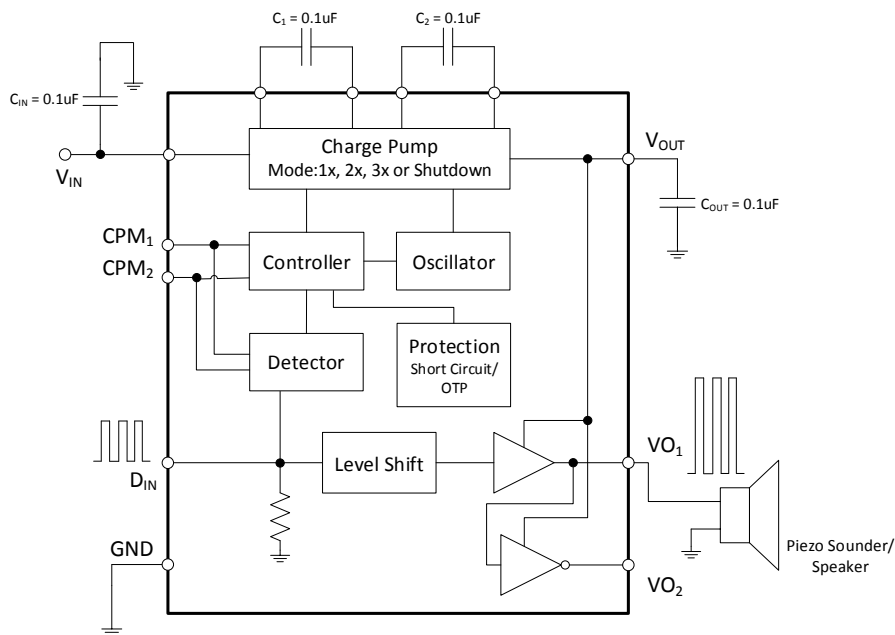 C1 = 0.1uF
C2 = 0.1uF
CIN = 0.1uF
Charge Pump
Mode:1x, 2x, 3x or Shutdown
VIN
VOUT
COUT = 0.1uF
CPM1
CPM2
Controller
Oscillator
Detector
Protection
Short Circuit/
OTP
DIN
Level Shift
VO1
GND
VO2
Piezo Sounder/
Speaker